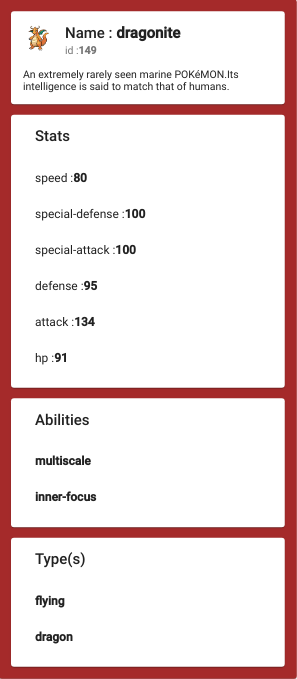 Name : dragonite
id :149
An extremely rarely seen marine POKéMON.Its
intelligence is said to match that of humans.
Stats
speed :80
special-defense :100
special-attack :100
defense :95
attack :134
hp :91
Abilities
multiscale
inner-focus
Type(s)
flying
dragon